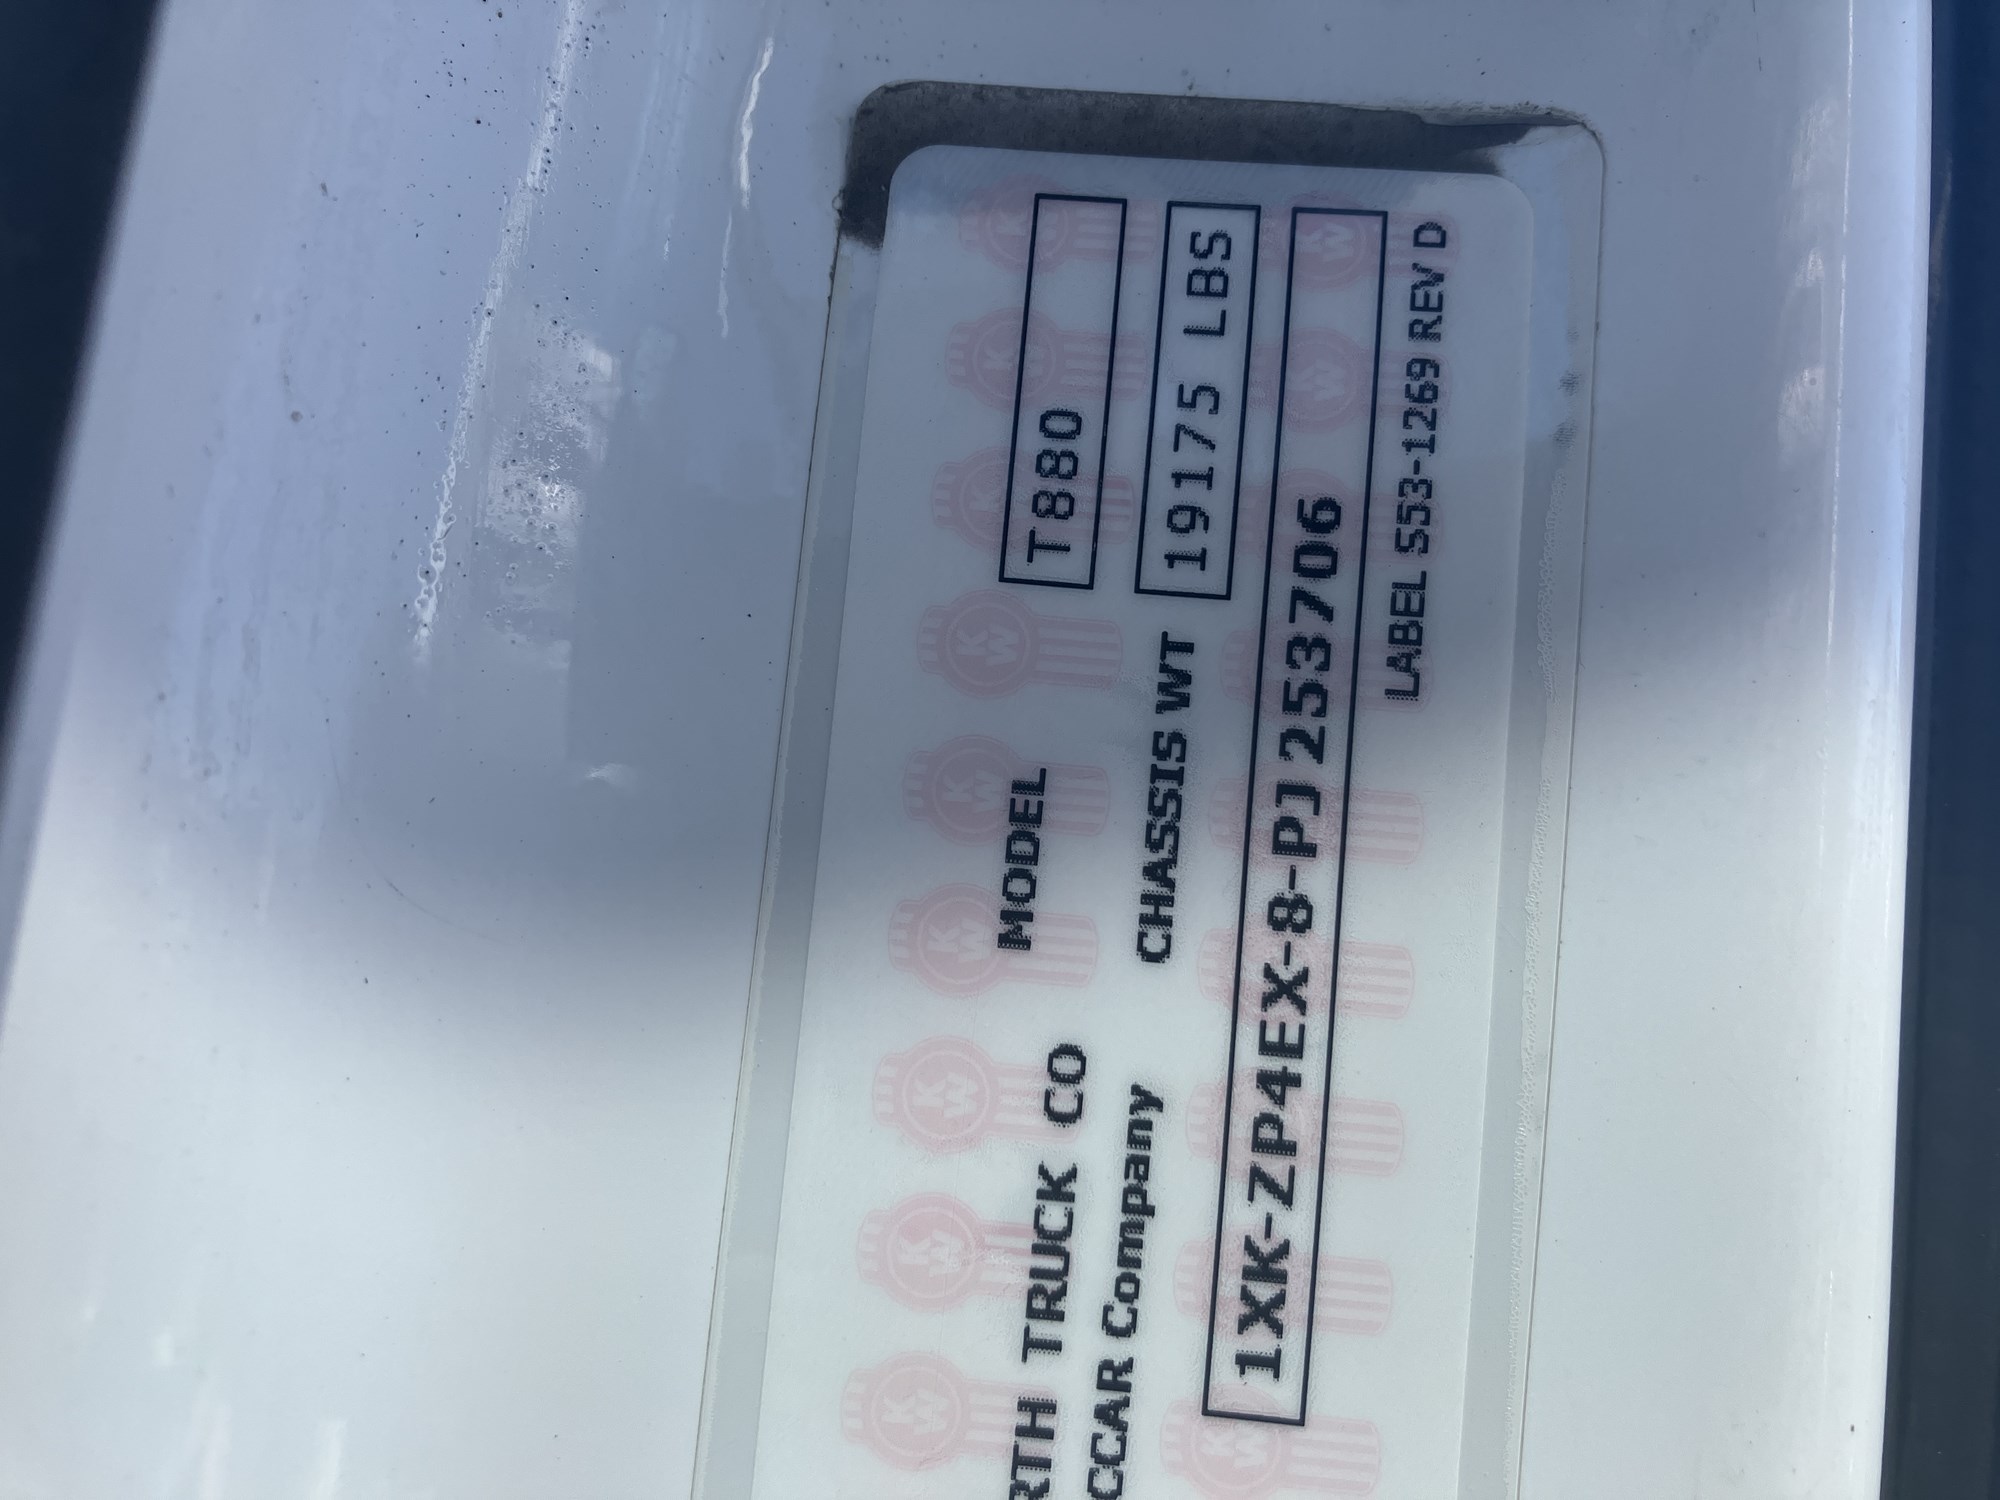 RTH TRUCK CO MODEL T880
CCAR Company CHASSIS WT 19175 LBS
1XK-ZP4EX-8-PJ253706
LABEL S53-1269 REV D